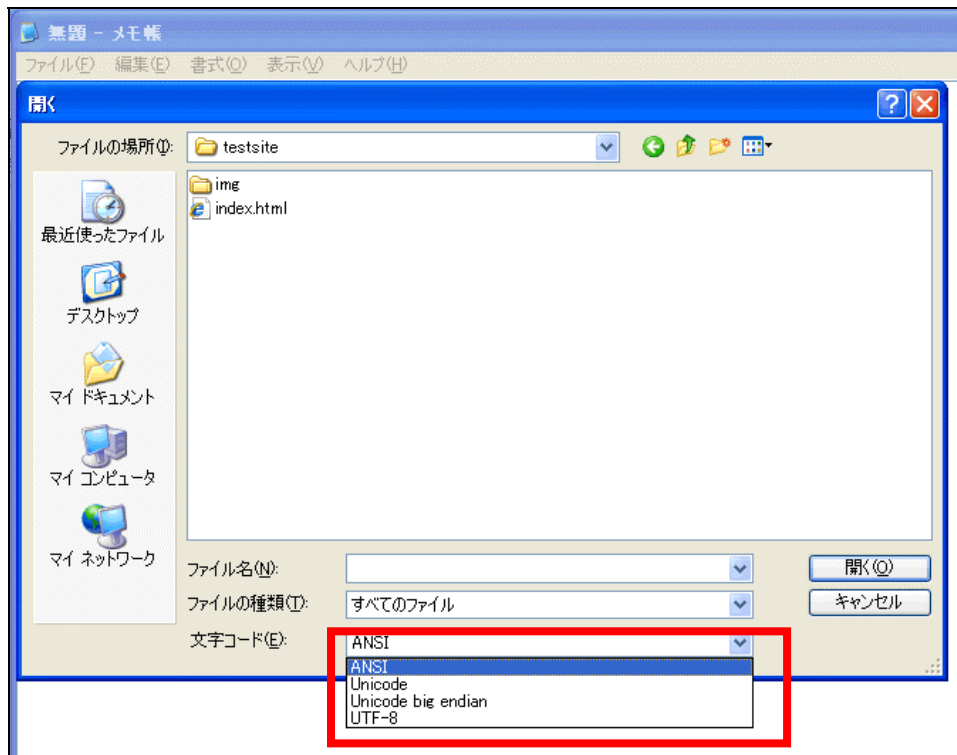 無題 - メモ帳
ファイル(F) 編集(E) 書式(O) 表示(V) ヘルプ(H)
開く
ファイルの場所(I):
testsite
img
index.html
最近使ったファイル
デスクトップ
マイ ドキュメント
マイ コンピュータ
マイ ネットワーク
ファイル名(N):
開く(O)
ファイルの種類(T):
すべてのファイル
キャンセル
文字コード(E):
ANSI
ANSI
Unicode
Unicode big endian
UTF-8